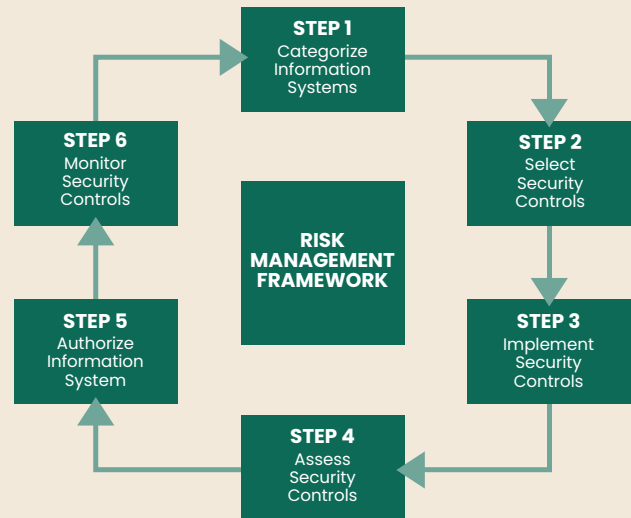 STEP 1
Categorize
Information
Systems
STEP 2
Select
Security
Controls
STEP 3
Implement
Security
Controls
STEP 4
Assess
Security
Controls
STEP 5
Authorize
Information
System
STEP 6
Monitor
Security
Controls
RISK
MANAGEMENT
FRAMEWORK